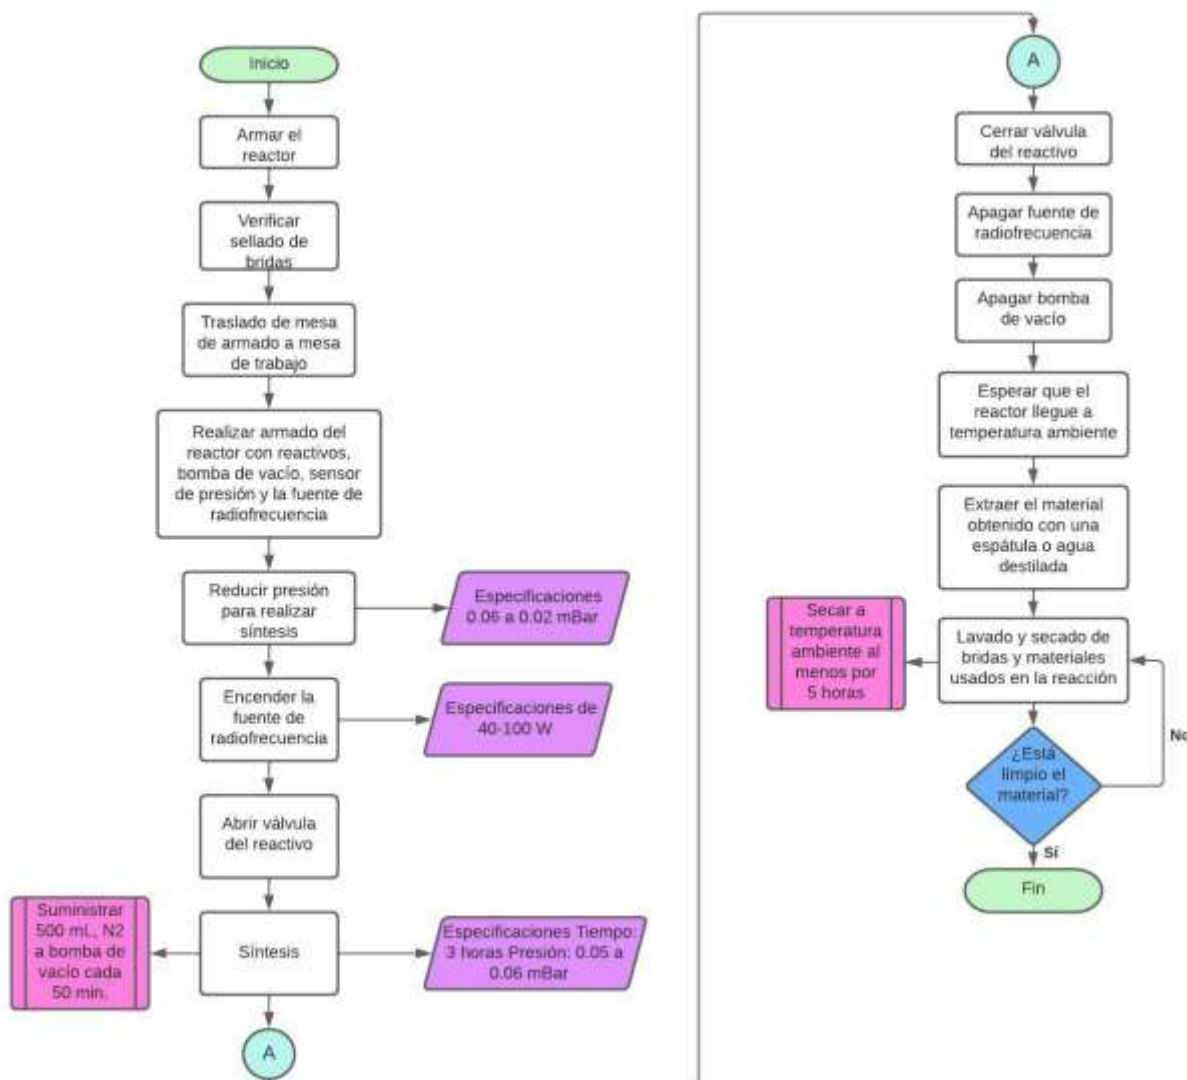 Inicio
Armar el
reactor
Verificar
sellado de
bridas
Traslado de mesa
de armado a mesa
de trabajo
Realizar armado del
reactor con reactivos,
bomba de vacío, sensor
de presión y la fuente de
radiofrecuencia
Reducir presión
para realizar
síntesis
Especificaciones
0.06 a 0.02 mBar
Encender la
fuente de
radiofrecuencia
Especificaciones de
40-100 W
Abrir válvula
del reactivo
Suministrar
500 mL, N2
a bomba de
vacío cada
50 min.
Síntesis
Especificaciones Tiempo:
3 horas Presión: 0.05 a
0.06 mBar
A
A
Cerrar válvula
del reactivo
Apagar fuente de
radiofrecuencia
Apagar bomba
de vacío
Esperar que el
reactor llegue a
temperatura ambiente
Extraer el material
obtenido con una
espátula o agua
destilada
Secar a
temperatura
ambiente al
menos por
5 horas
Lavado y secado de
bridas y materiales
usados en la reacción
No
¿Está
limpio el
material?
Sí
Fin